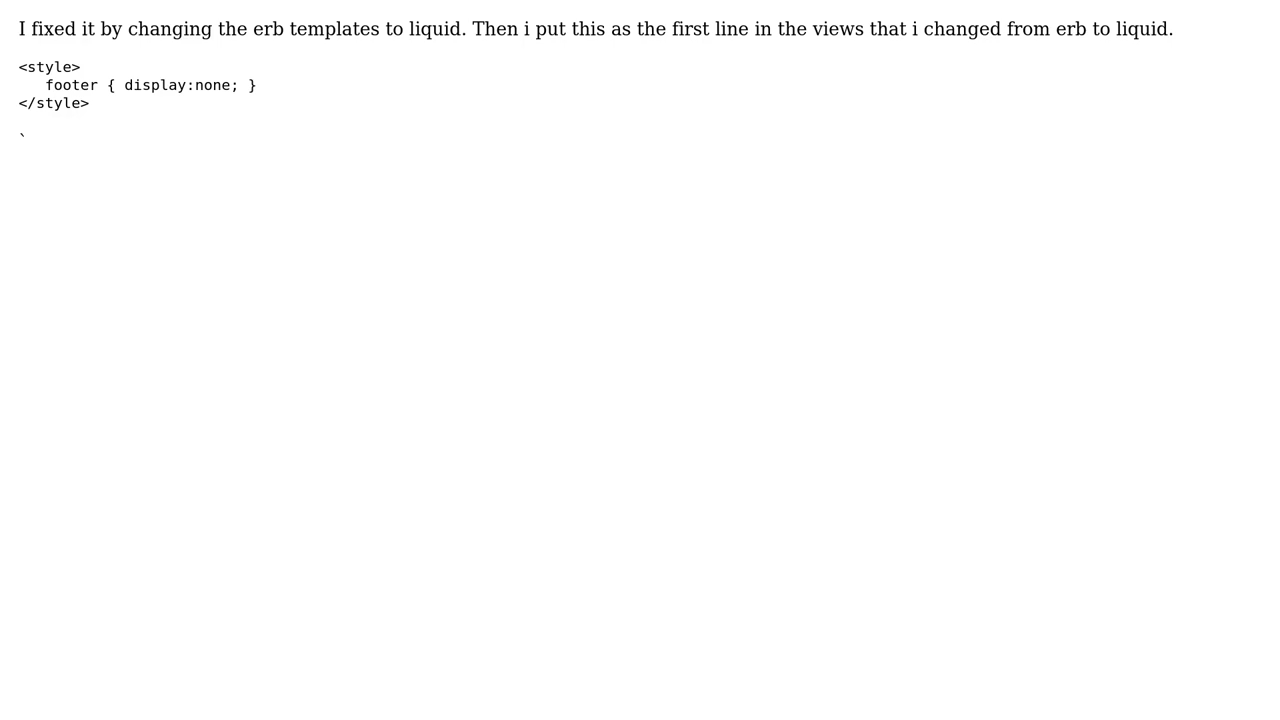 I fixed it by changing the erb templates to liquid. Then i put this as the first line in the views that i changed from erb to liquid.
<style>
   footer { display:none; }
</style>
`